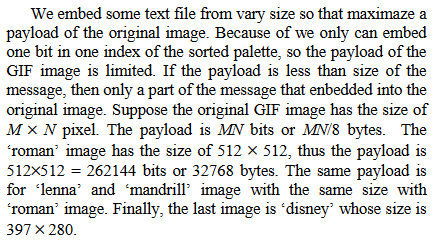 We embed some text file from vary size so that maximaze a
payload of the original image. Because of we only can embed
one bit in one index of the sorted palette, so the payload of the
GIF image is limited. If the payload is less than size of the
message, then only a part of the message that enbedded into the
original image. Suppose the original GIF image has the size of
M × N pixel. The payload is MN bits or MN/8 bytes. The
‘roman’ image has the size of 512 × 512, thus the payload is
512×512 = 262144 bits or 32768 bytes. The same payload is
for ‘lenna’ and ‘mandrill’ image with the same size with
‘roman’ image. Finally, the last image is ‘disney’ whose size is
397 × 280.